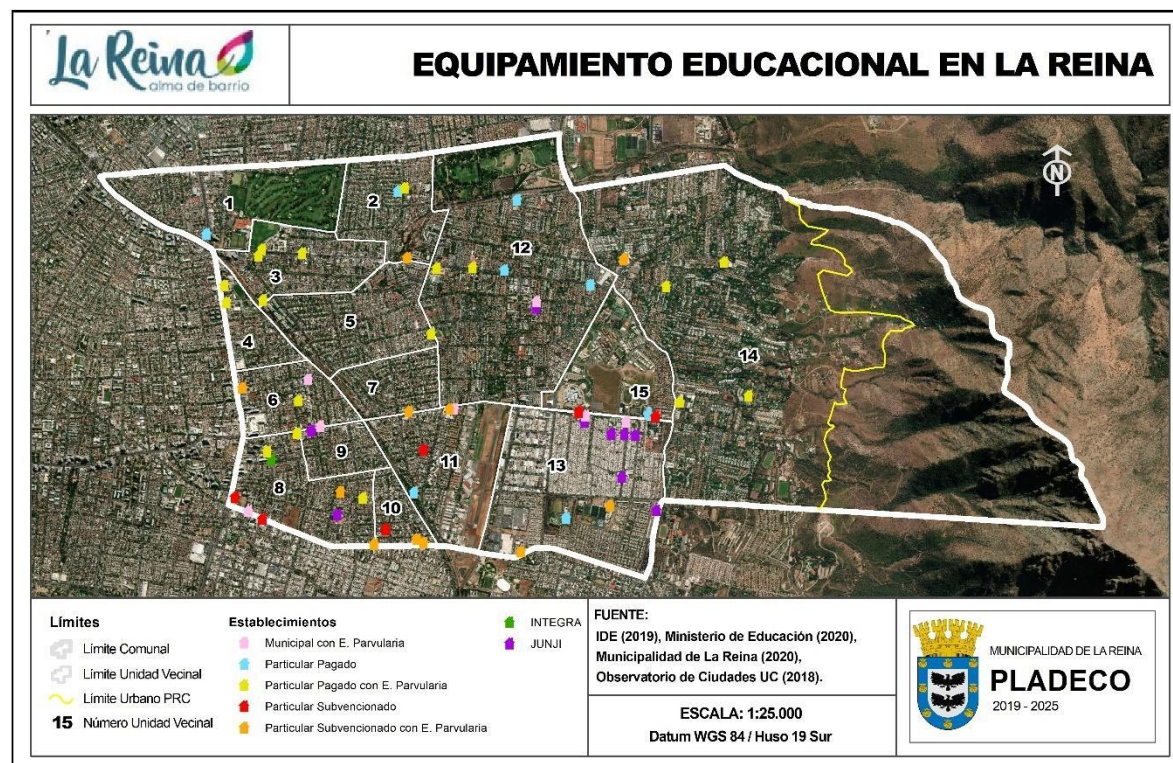 La Reina
alma de barrio
EQUIPAMIENTO EDUCACIONAL EN LA REINA
N
1
2
3
12
5
4
14
7
15
6
9
11
13
8
10
Límites
Límite Comunal
Límite Unidad Vecinal
Límite Urbano PRC
15 Número Unidad Vecinal
Establecimientos
Municipal con E. Parvularia
Particular Pagado
Particular Pagado con E. Parvularia
Particular Subvencionado
Particular Subvencionado con E. Parvularia
INTEGRA
JUNJI
FUENTE:
IDE (2019), Ministerio de Educación (2020),
Municipalidad de La Reina (2020),
Observatorio de Ciudades UC (2018).
ESCALA: 1:25.000
Datum WGS 84 / Huso 19 Sur
MUNICIPALIDAD DE LA REINA
PLADECO
2019 - 2025